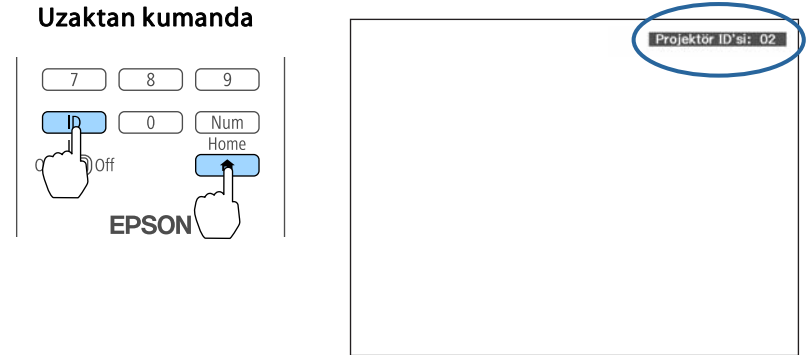 Uzaktan kumanda
Projektör ID'si: 02
7 8 9
ID 0 Num
Home
Off
EPSON